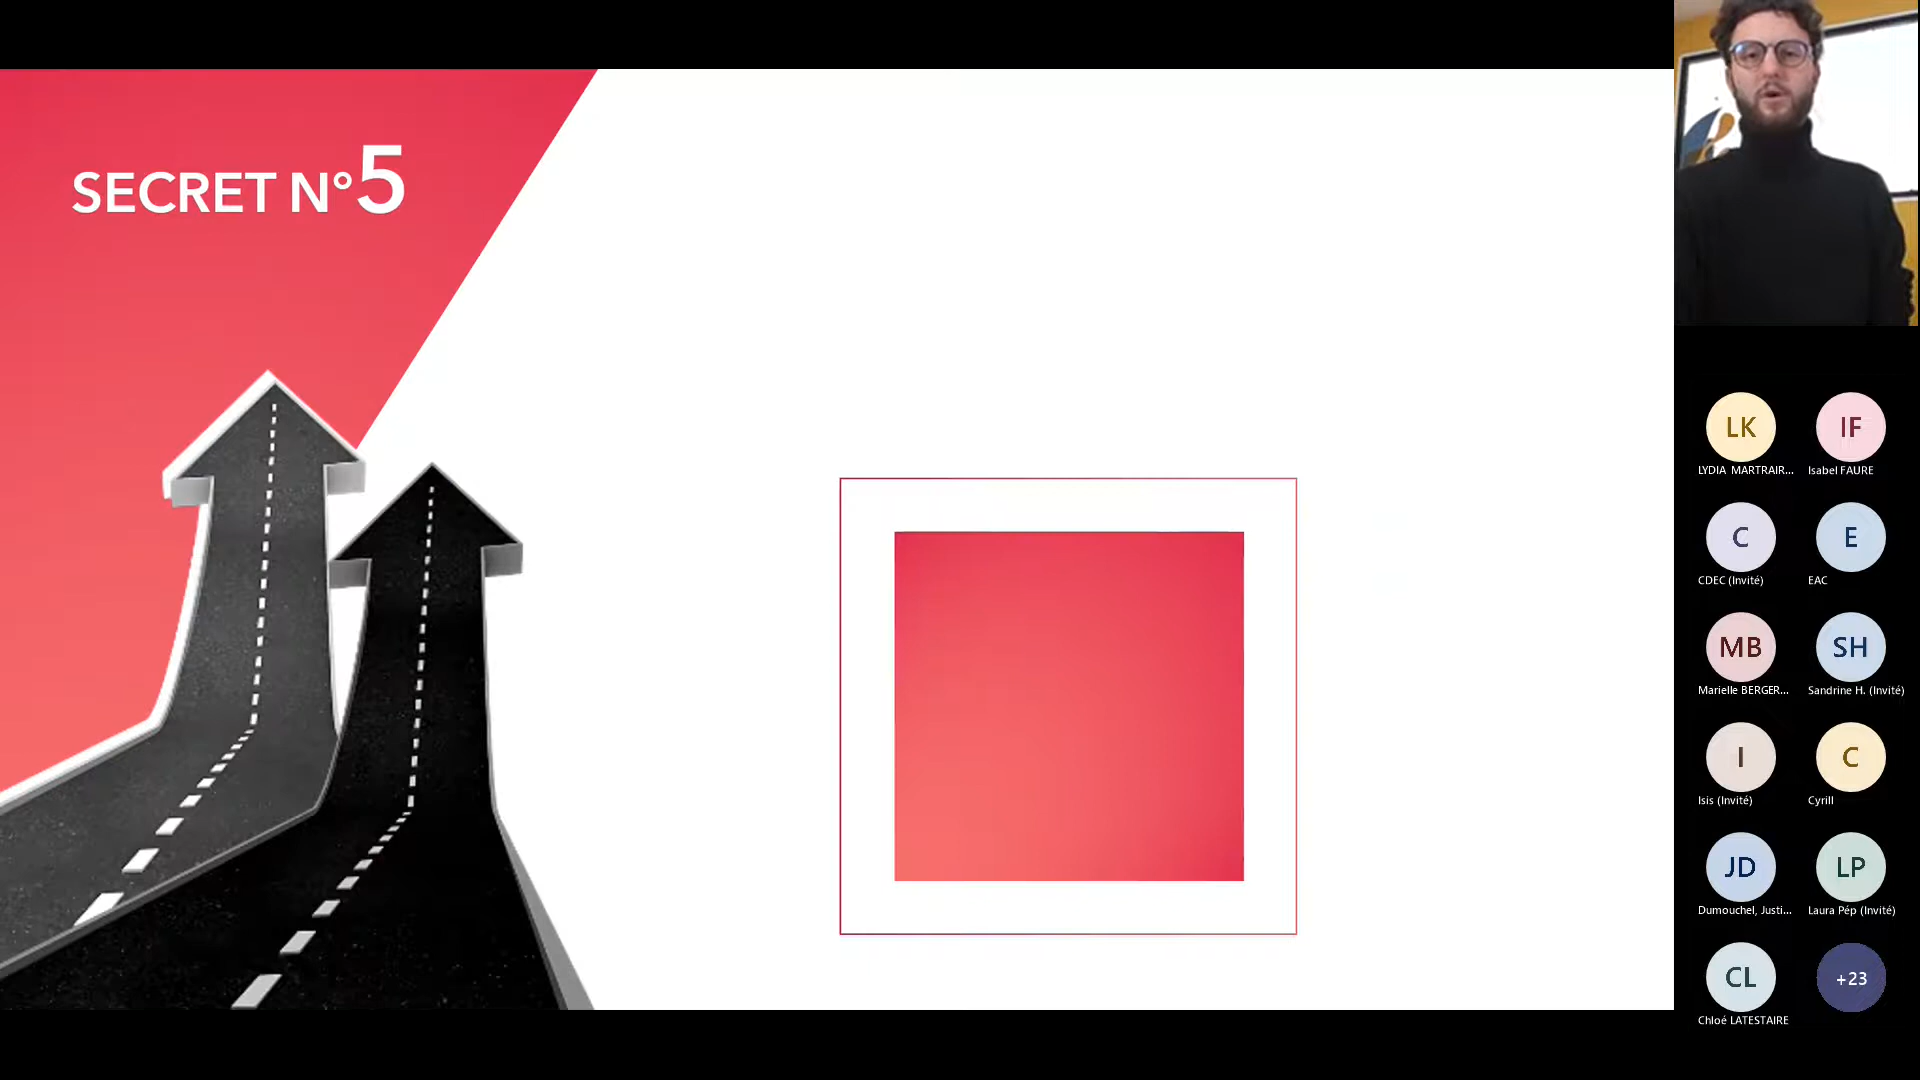 SECRET N°5
LK
IF
LYDIA MARTRAIR...
Isabel FAURE
C
E
CDEC (Invité)
EAC
MB
SH
Marielle BERGER...
Sandrine H. (Invité)
I
C
Isis (Invité)
Cyrill
JD
LP
Dumouchel, Justi...
Laura Pép (Invité)
CL
+23
Chloé LATESTAIRE